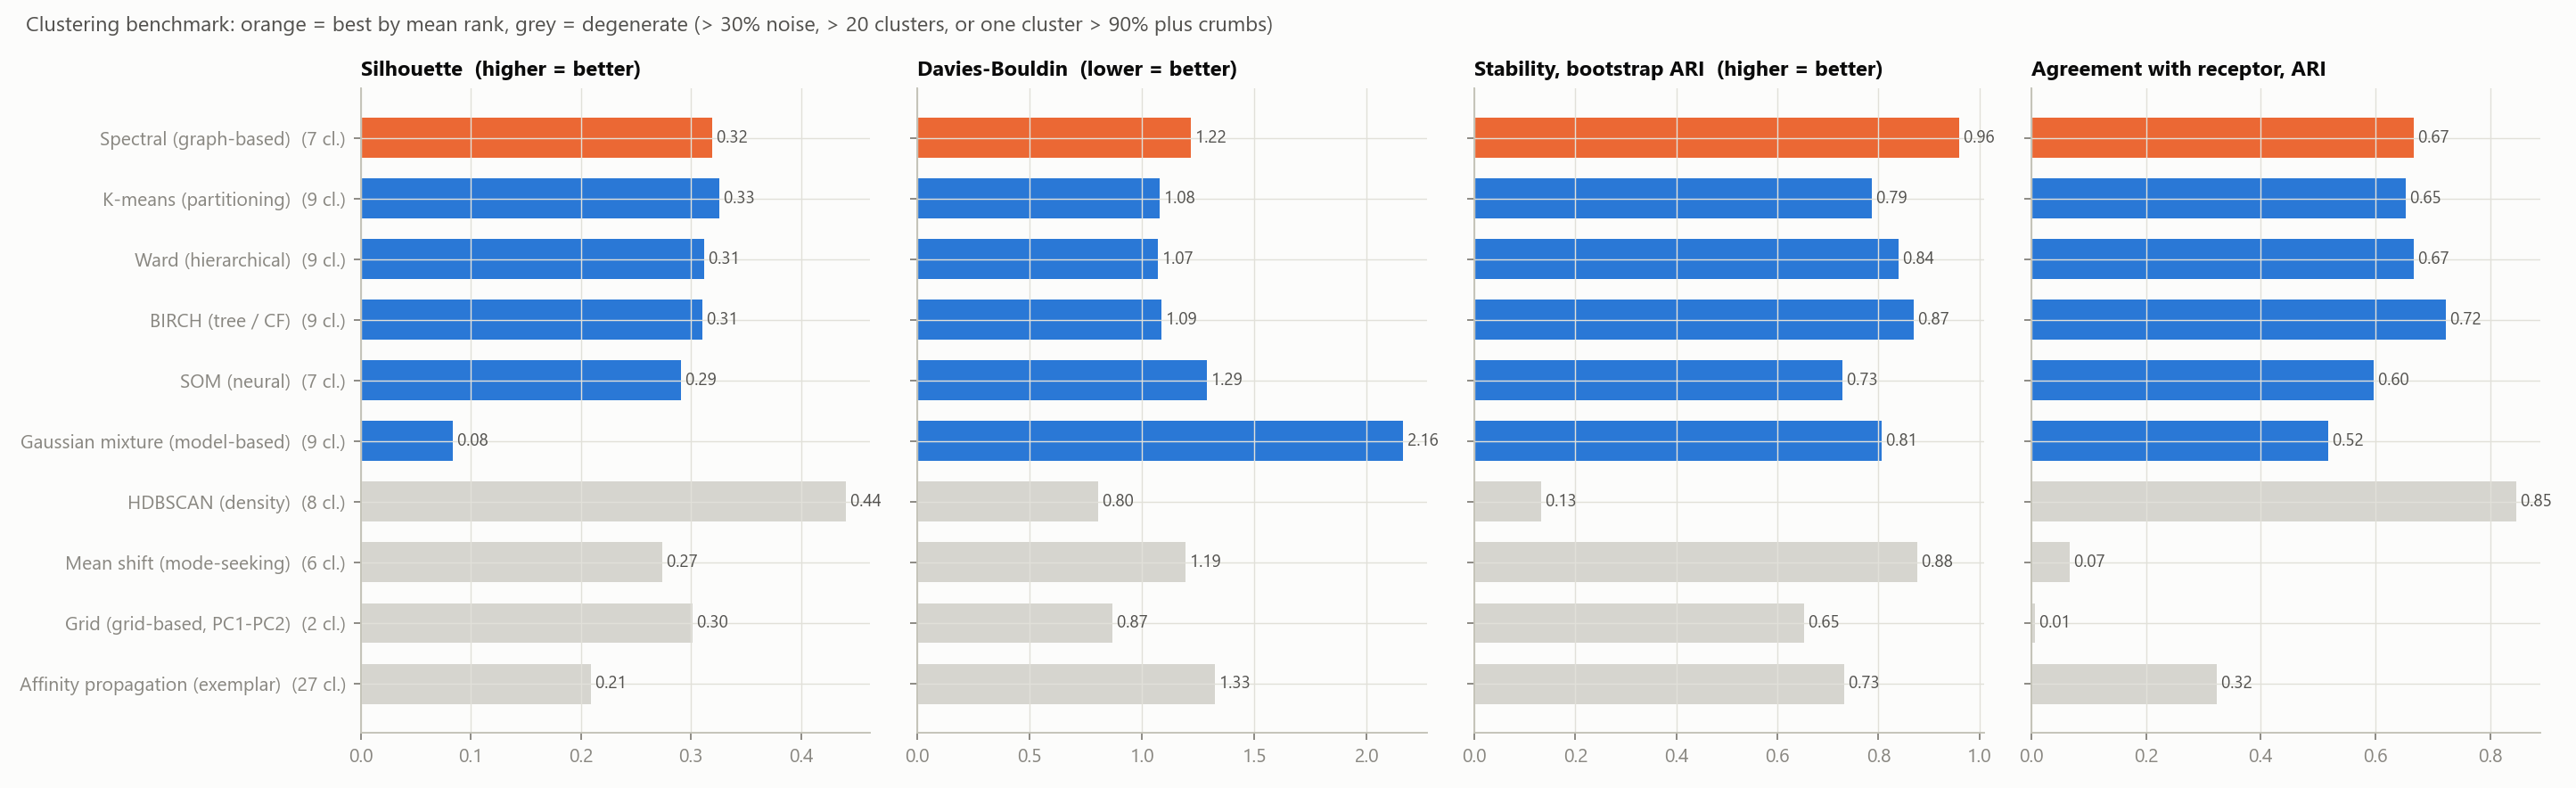 Clustering benchmark: orange = best by mean rank, grey = degenerate (> 30% noise, > 20 clusters, or one cluster > 90% plus crumbs)
Silhouette  (higher = better)
Davies-Bouldin  (lower = better)
Stability, bootstrap ARI  (higher = better)
Agreement with receptor, ARI
Spectral (graph-based)  (7 cl.) 0.32 1.22 0.96 0.67
K-means (partitioning)  (9 cl.) 0.33 1.08 0.79 0.65
Ward (hierarchical)  (9 cl.) 0.31 1.07 0.84 0.67
BIRCH (tree / CF)  (9 cl.) 0.31 1.09 0.87 0.72
SOM (neural)  (7 cl.) 0.29 1.29 0.73 0.60
Gaussian mixture (model-based)  (9 cl.) 0.08 2.16 0.81 0.52
HDBSCAN (density)  (8 cl.) 0.44 0.80 0.13 0.85
Mean shift (mode-seeking)  (6 cl.) 0.27 1.19 0.88 0.07
Grid (grid-based, PC1-PC2)  (2 cl.) 0.30 0.87 0.65 0.01
Affinity propagation (exemplar)  (27 cl.) 0.21 1.33 0.73 0.32
0.0 0.1 0.2 0.3 0.4
0.0 0.5 1.0 1.5 2.0
0.0 0.2 0.4 0.6 0.8 1.0
0.0 0.2 0.4 0.6 0.8